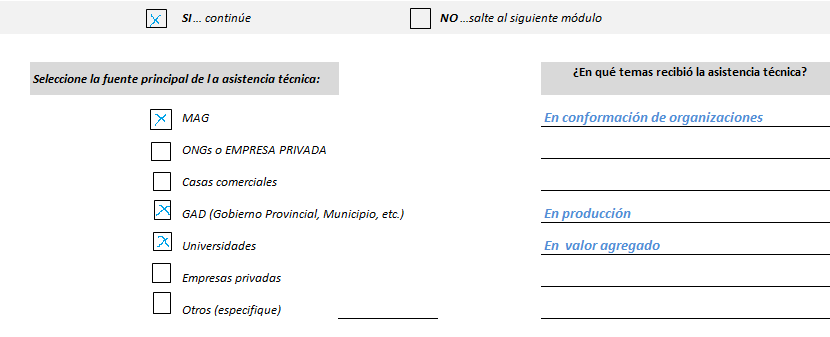 SI... continúe NO ...salte al siguiente módulo
Seleccione la fuente principal de la asistencia técnica: ¿En qué temas recibió la asistencia técnica?
MAG En conformación de organizaciones
ONGs o EMPRESA PRIVADA
Casas comerciales
GAD (Gobierno Provincial, Municipio, etc.) En producción
Universidades En valor agregado
Empresas privadas
Otros (especifique)